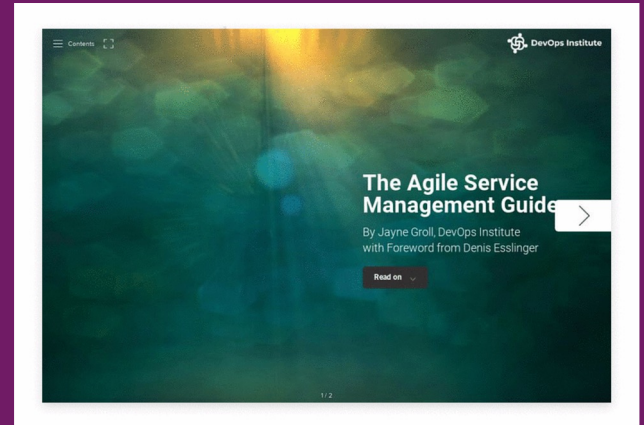 Contents
DevOps Institute
The Agile Service
Management Guide
By Jayne Groll, DevOps Institute
with Foreword from Denis Esslinger
Read on
1/2